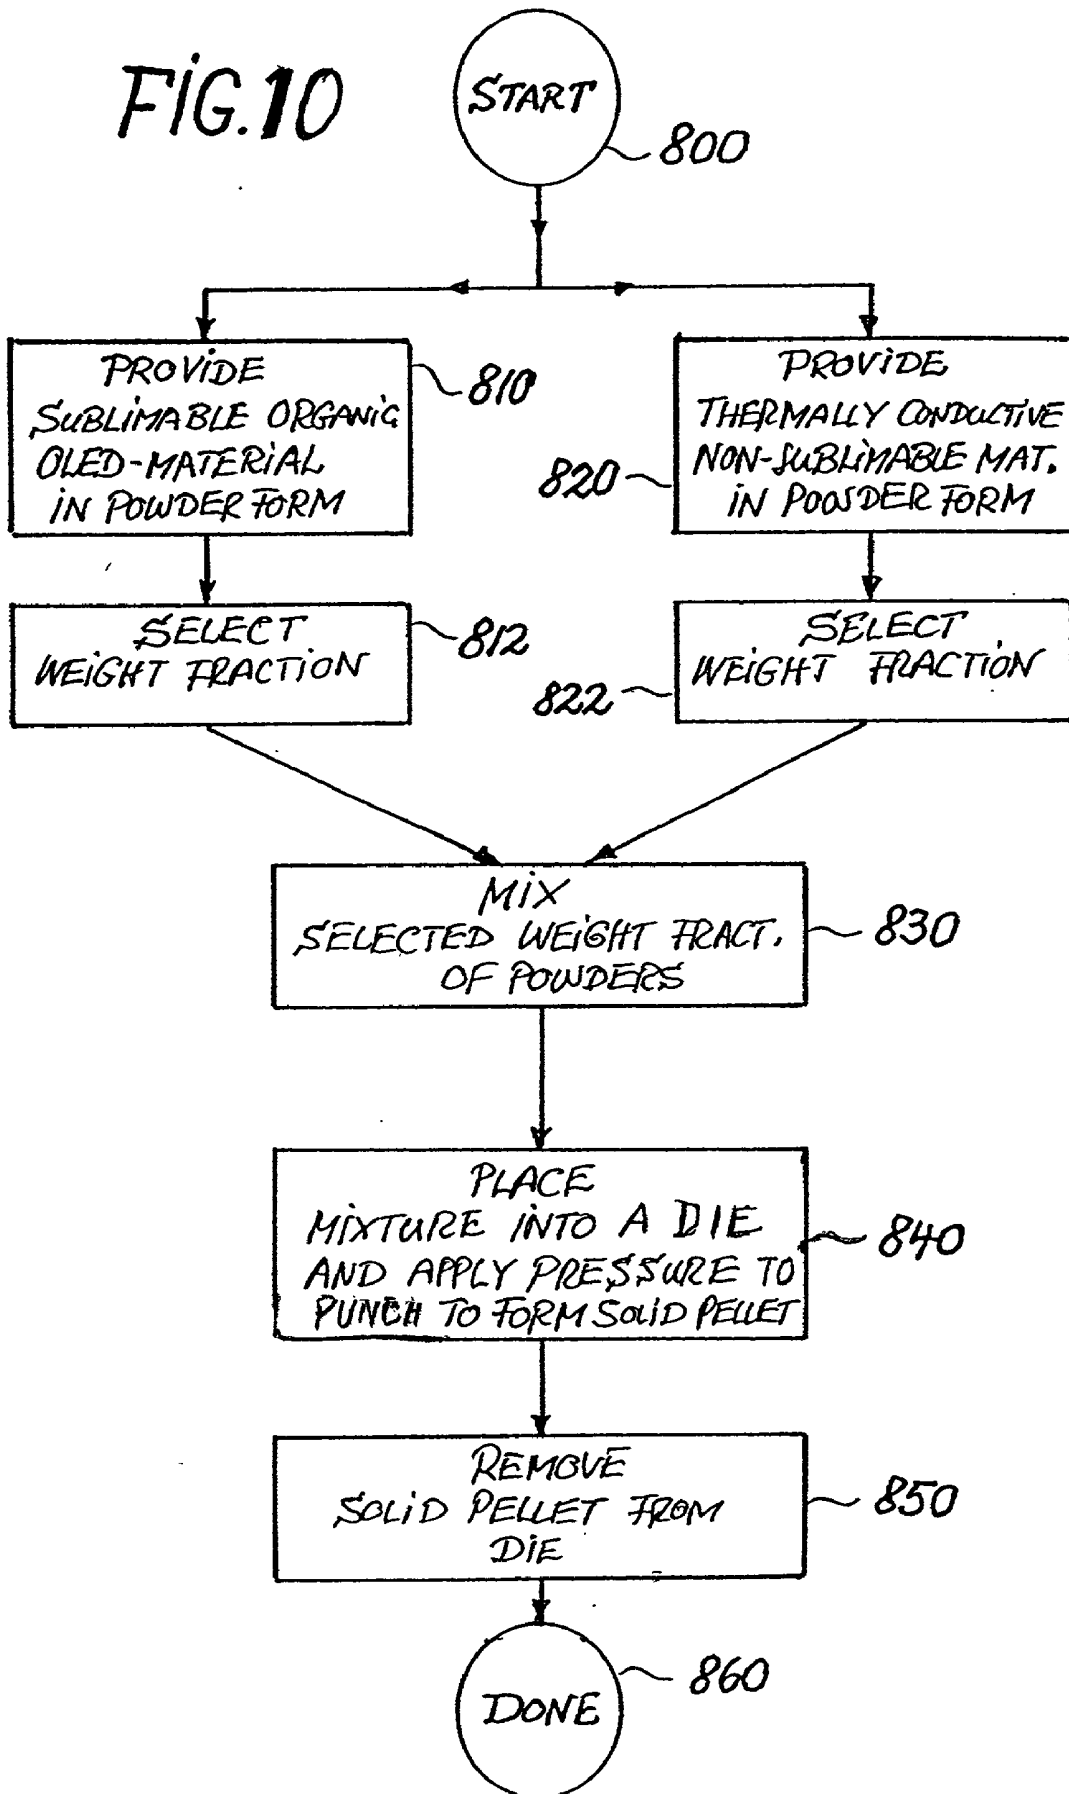 FIG.10
START
800
PROVIDE
SUBLIMABLE ORGANIC
OLED-MATERIAL
IN POWDER FORM
810
PROVIDE
THERMALLY CONDUCTIVE
NON-SUBLIMABLE MAT.
IN POOSDER FORM
820
SELECT
WEIGHT FRACTION
812
SELECT
WEIGHT FRACTION
822
MIX
SELECTED WEIGHT FRACT.
OF POWDERS
830
PLACE
MIXTURE INTO A DIE
AND APPLY PRESSURE TO
PUNCH TO FORM SOLID PELLET
840
REMOVE
SOLID PELLET FROM
DIE
850
DONE
860